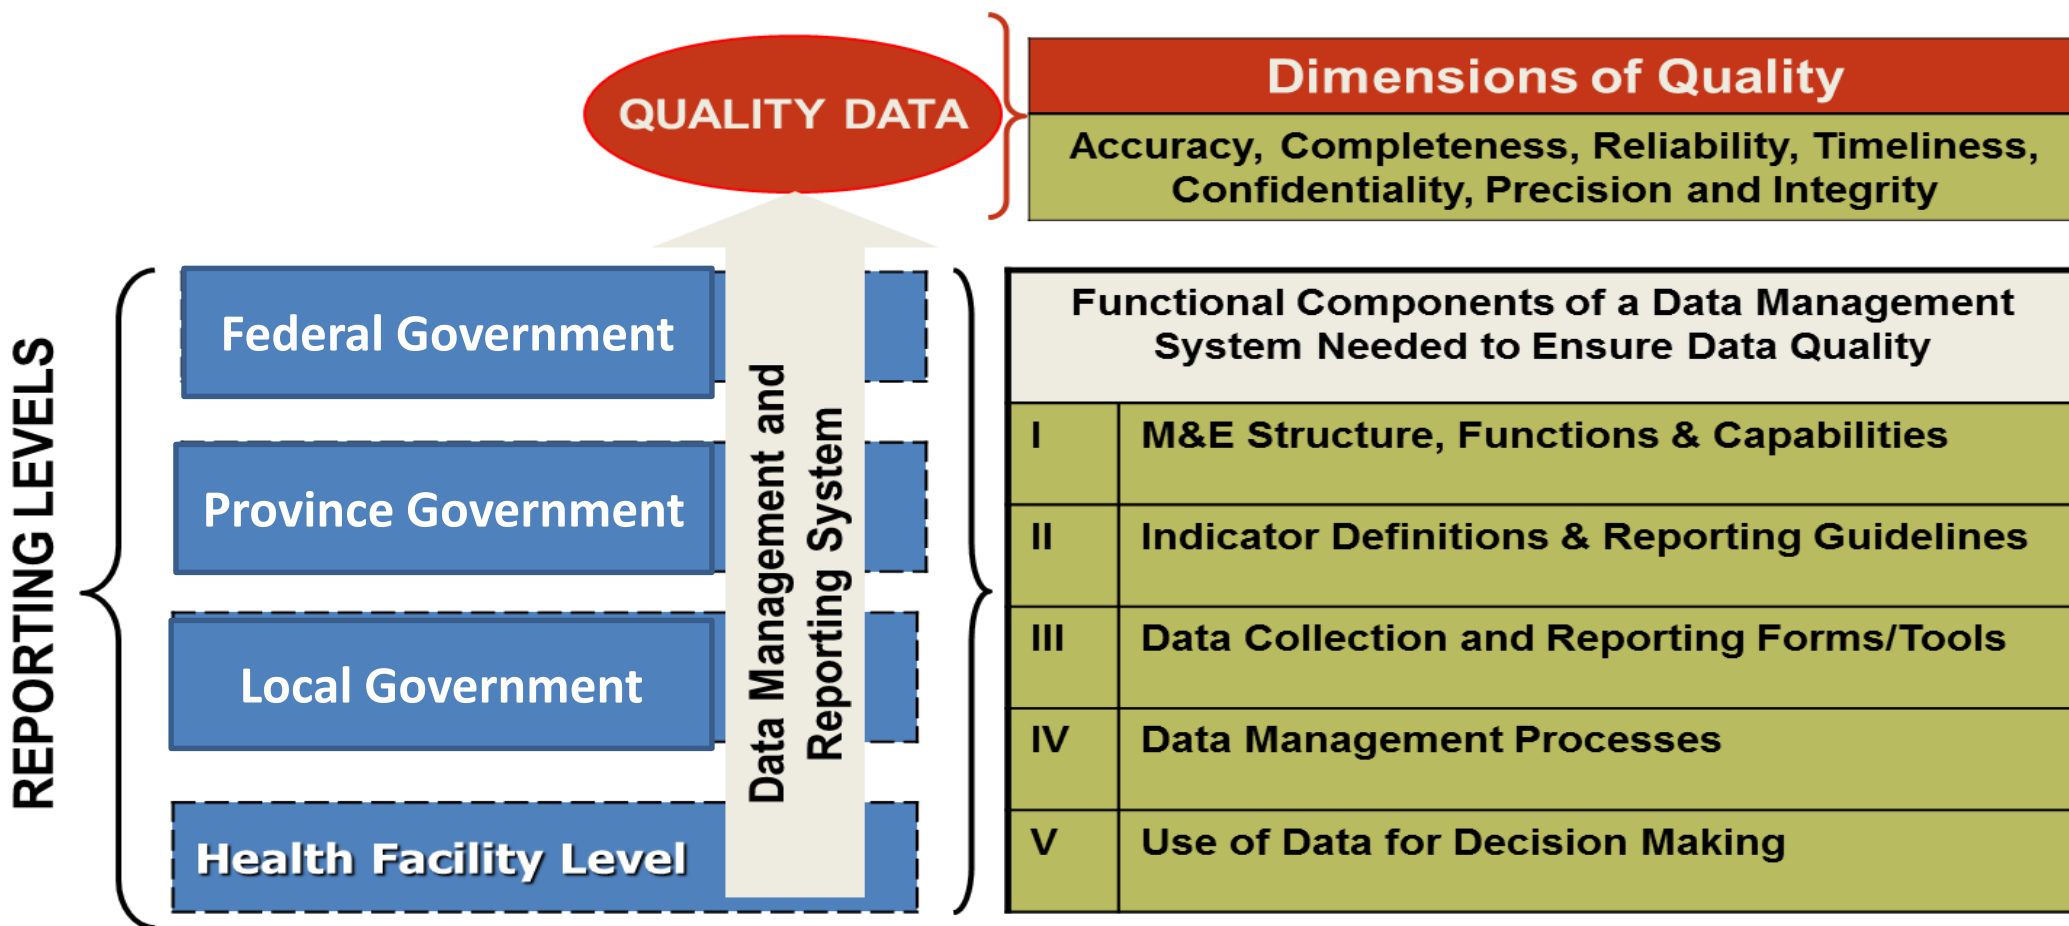 QUALITY DATA
Dimensions of Quality
Accuracy, Completeness, Reliability, Timeliness,
Confidentiality, Precision and Integrity
REPORTING LEVELS
Federal Government
Province Government
Local Government
Health Facility Level
Data Management and
Reporting System
Functional Components of a Data Management
System Needed to Ensure Data Quality
I M&E Structure, Functions & Capabilities
II Indicator Definitions & Reporting Guidelines
III Data Collection and Reporting Forms/Tools
IV Data Management Processes
V Use of Data for Decision Making